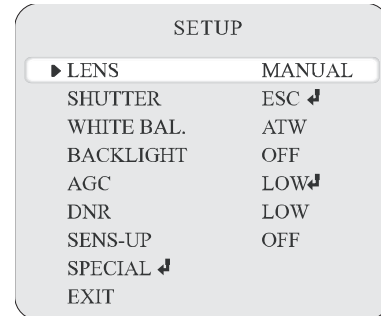 SETUP
▶ LENS MANUAL
SHUTTER ESC ↲
WHITE BAL. ATW
BACKLIGHT OFF
AGC LOW↲
DNR LOW
SENS-UP OFF
SPECIAL ↲
EXIT